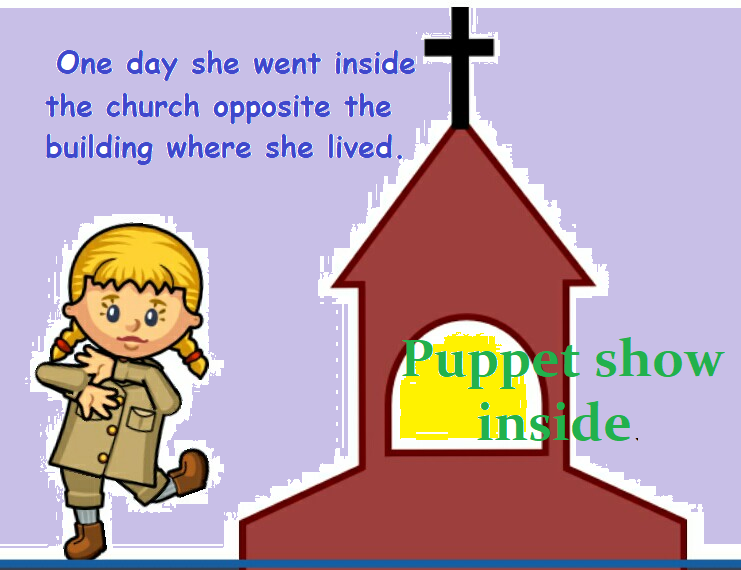 One day she went inside
the church opposite the
building where she lived.
Puppet show
inside.